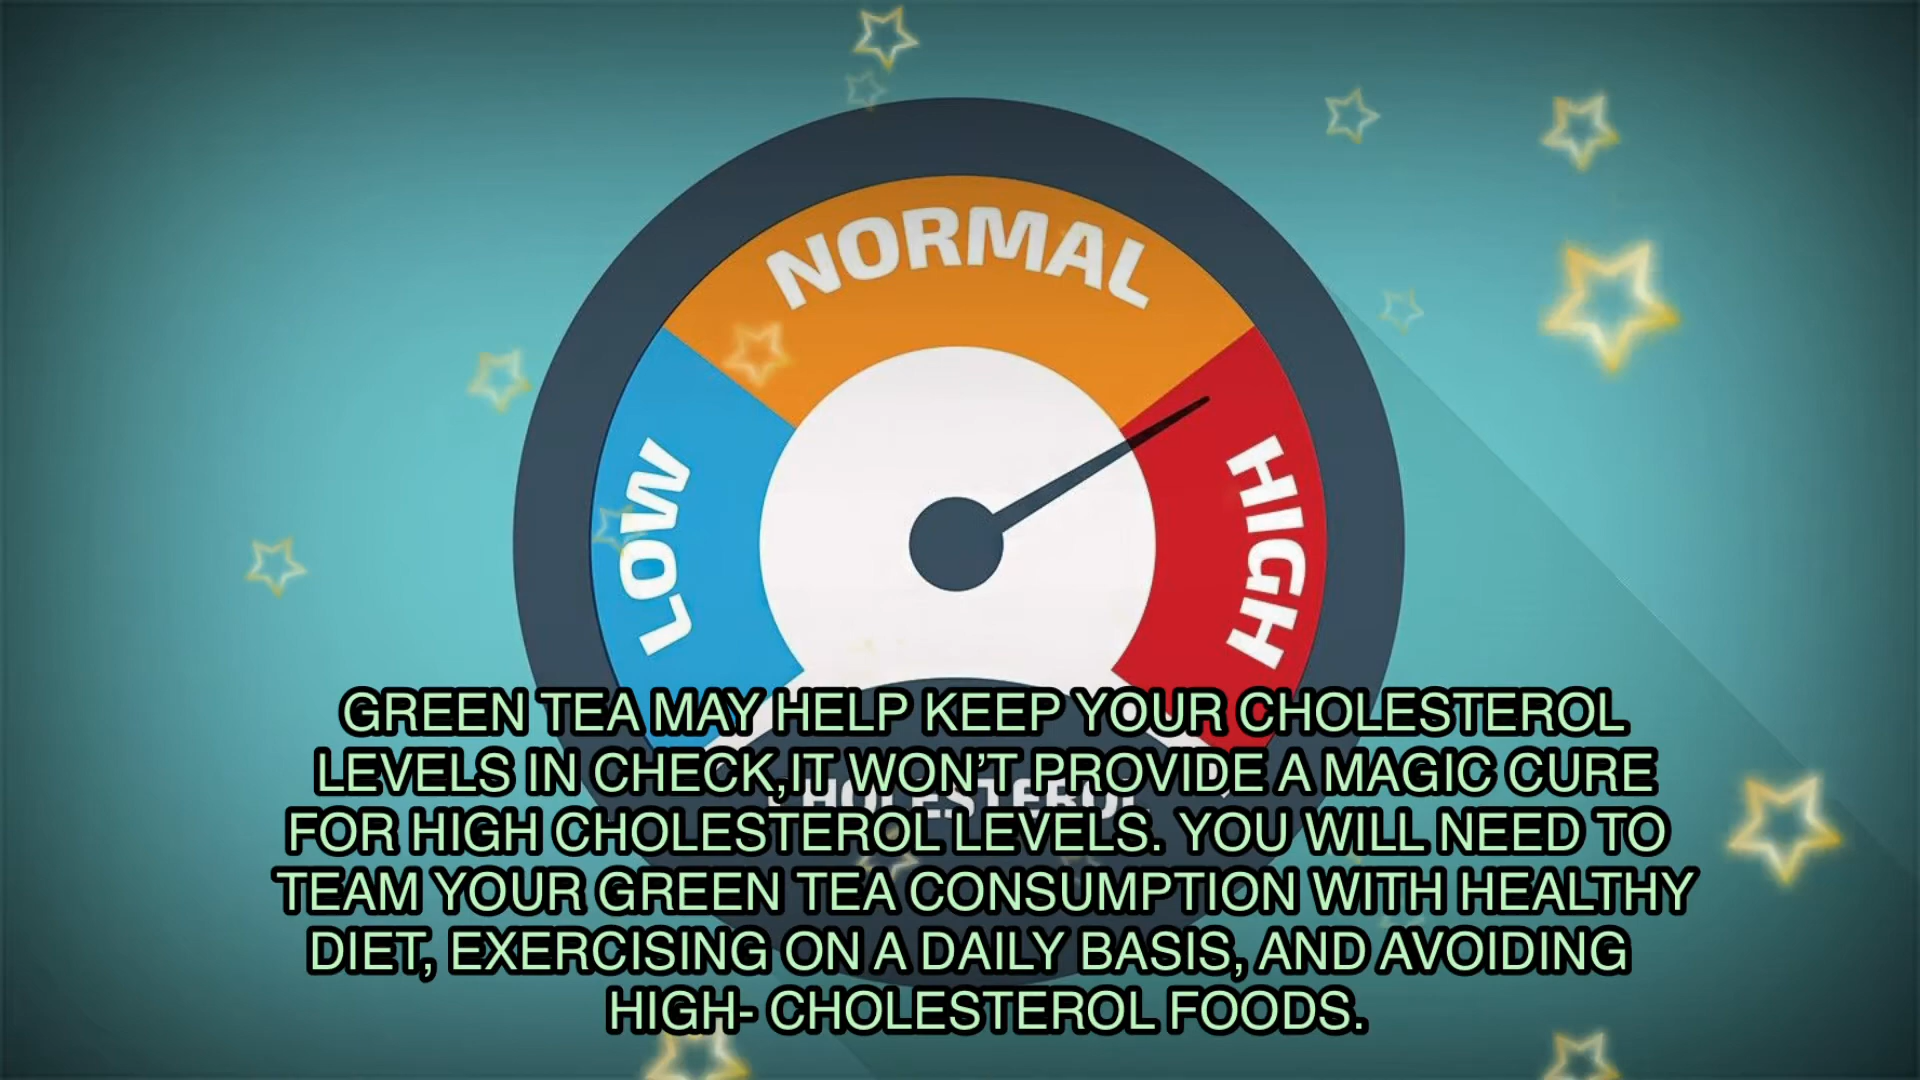 NORMAL
LOW
HIGH
CHOLESTEROL
GREEN TEA MAY HELP KEEP YOUR CHOLESTEROL
LEVELS IN CHECK,IT WON'T PROVIDE A MAGIC CURE
FOR HIGH CHOLESTEROL LEVELS. YOU WILL NEED TO
TEAM YOUR GREEN TEA CONSUMPTION WITH HEALTHY
DIET, EXERCISING ON A DAILY BASIS, AND AVOIDING
HIGH- CHOLESTEROL FOODS.